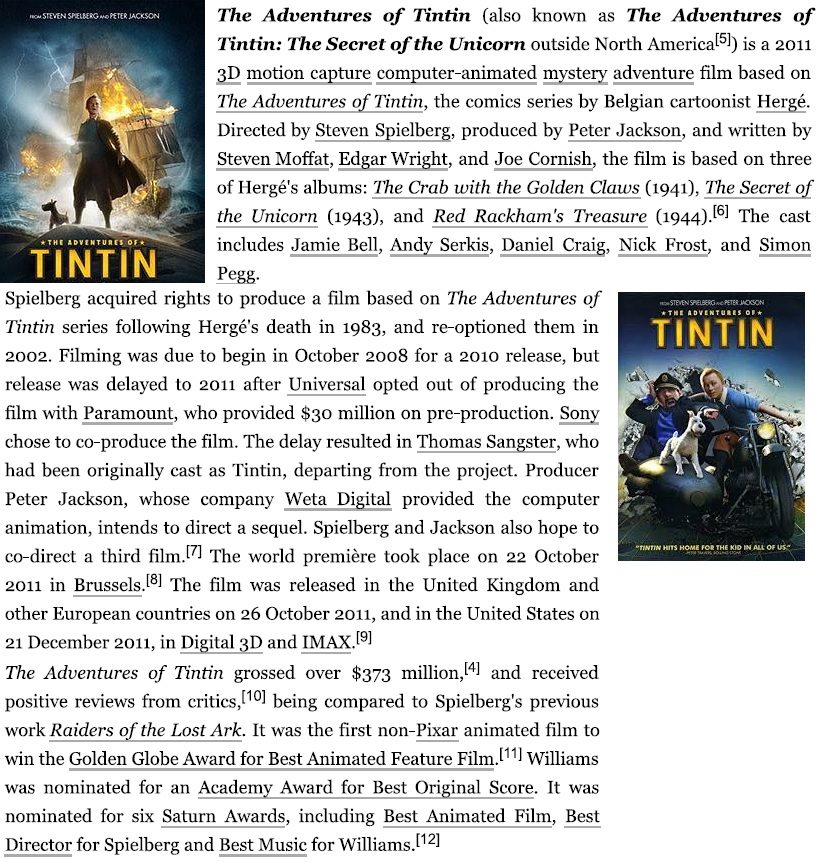 FROM STEVEN SPIELBERG AND PETER JACKSON
★ THE ADVENTURES OF ★
TINTIN
The Adventures of Tintin (also known as The Adventures of
Tintin: The Secret of the Unicorn outside North America[5]) is a 2011
3D motion capture computer-animated mystery adventure film based on
The Adventures of Tintin, the comics series by Belgian cartoonist Hergé.
Directed by Steven Spielberg, produced by Peter Jackson, and written by
Steven Moffat, Edgar Wright, and Joe Cornish, the film is based on three
of Hergé's albums: The Crab with the Golden Claws (1941), The Secret of
the Unicorn (1943), and Red Rackham's Treasure (1944).[6] The cast
includes Jamie Bell, Andy Serkis, Daniel Craig, Nick Frost, and Simon
Pegg.
Spielberg acquired rights to produce a film based on The Adventures of
Tintin series following Hergé's death in 1983, and re-optioned them in
2002. Filming was due to begin in October 2008 for a 2010 release, but
release was delayed to 2011 after Universal opted out of producing the
film with Paramount, who provided $30 million on pre-production. Sony
chose to co-produce the film. The delay resulted in Thomas Sangster, who
had been originally cast as Tintin, departing from the project. Producer
Peter Jackson, whose company Weta Digital provided the computer
animation, intends to direct a sequel. Spielberg and Jackson also hope to
co-direct a third film.[7] The world première took place on 22 October
2011 in Brussels.[8] The film was released in the United Kingdom and
other European countries on 26 October 2011, and in the United States on
21 December 2011, in Digital 3D and IMAX.[9]
The Adventures of Tintin grossed over $373 million,[4] and received
positive reviews from critics,[10] being compared to Spielberg's previous
work Raiders of the Lost Ark. It was the first non-Pixar animated film to
win the Golden Globe Award for Best Animated Feature Film.[11] Williams
was nominated for an Academy Award for Best Original Score. It was
nominated for six Saturn Awards, including Best Animated Film, Best
Director for Spielberg and Best Music for Williams.[12]
FROM STEVEN SPIELBERG AND PETER JACKSON
★ THE ADVENTURES OF ★
TINTIN
"TINTIN HITS HOME FOR THE KID IN ALL OF US."
PETER TRAVERS, ROLLING STONE